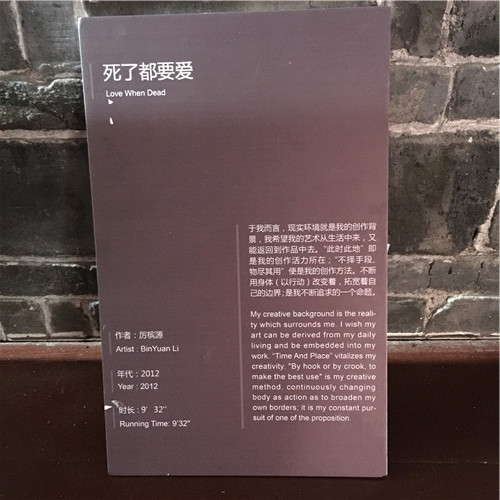 死了都要爱
Love When Dead
于我而言，现实环境就是我的创作背
景，我希望我的艺术从生活中来，又
能返回到作品中去。“此时此地”即
是我的创作活力所在；“不择手段、
物尽其用”便是我的创作方法。不断
用身体（以行动）改变着，拓宽着自
己的边界；是我不断追求的一个命题。
My creative background is the reali-
ty which surrounds me. I wish my
art can be derived from my daily
living and be embedded into my
work. "Time And Place" vitalizes my
creativity. "By hook or by crook, to
make the best use" is my creative
method. continuously changing
body as action as to broaden my
own borders; it is my constant pur-
suit of one of the proposition.
作者：厉槟源
Artist : BinYuan Li
年代：2012
Year : 2012
时长：9’32’’
Running Time: 9'32"